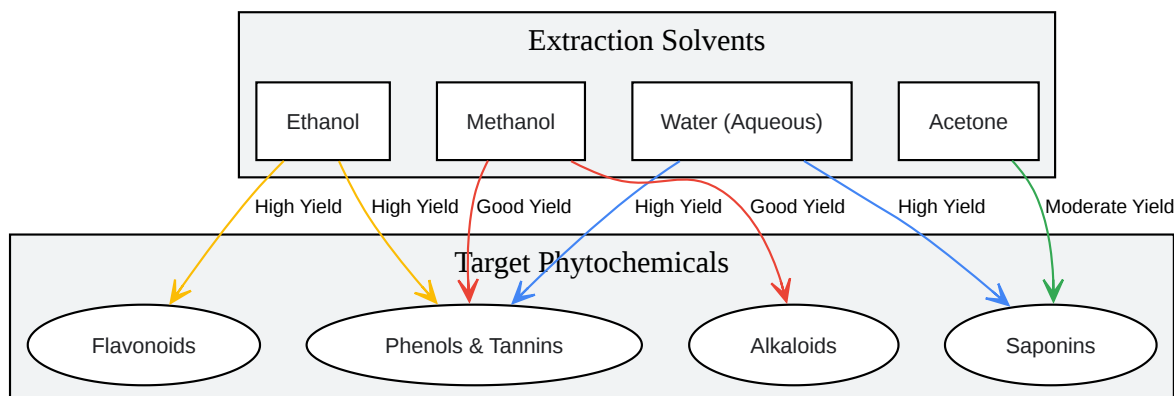 Extraction Solvents
Ethanol
Methanol
Water (Aqueous)
Acetone
High Yield
High Yield
Good Yield
High Yield
Good Yield
High Yield
Moderate Yield
Target Phytochemicals
Flavonoids
Phenols & Tannins
Alkaloids
Saponins